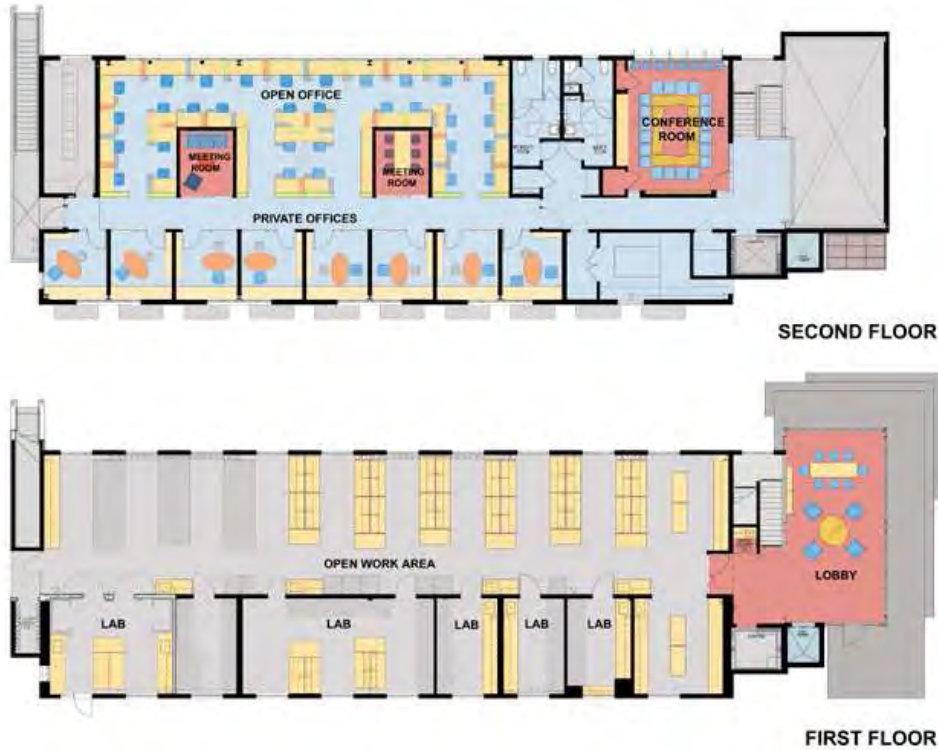 OPEN OFFICE
CONFERENCE
ROOM
MEETING
ROOM
MEETING
ROOM
PRIVATE OFFICES
SECOND FLOOR
OPEN WORK AREA
LOBBY
LAB
LAB
LAB
LAB
LAB
FIRST FLOOR